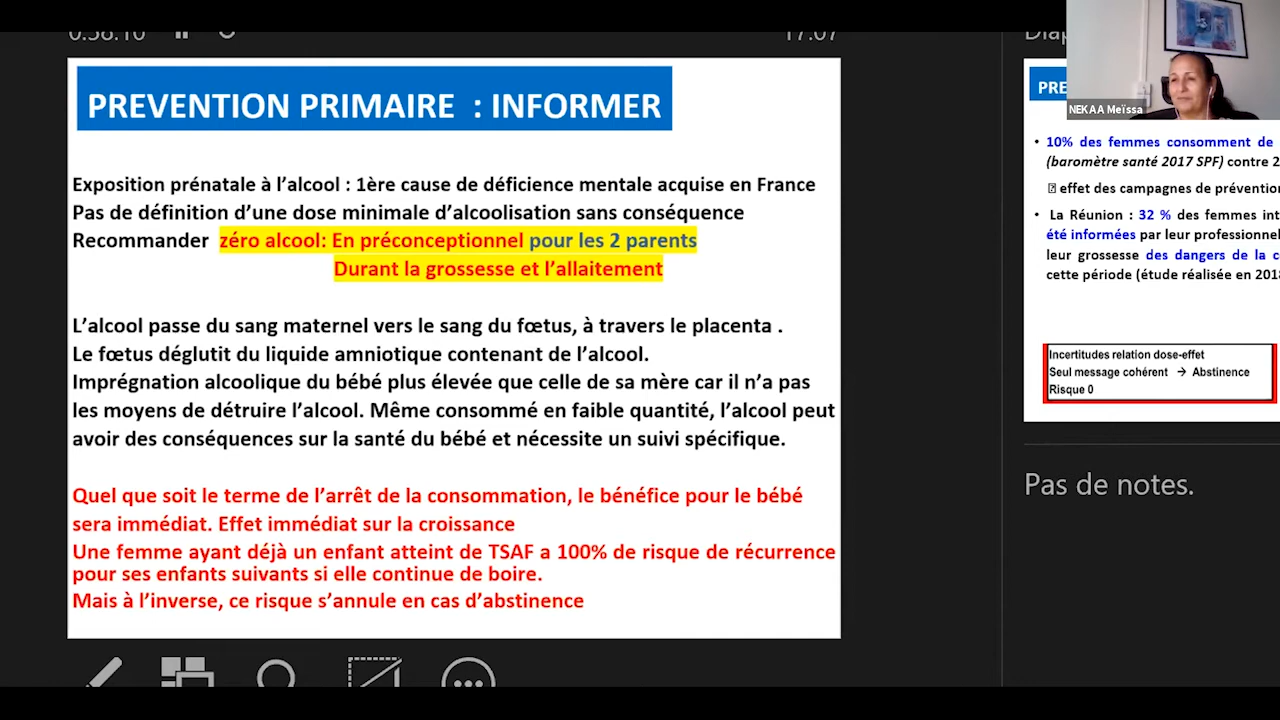 PREVENTION PRIMAIRE : INFORMER
Exposition prénatale à l'alcool : 1ère cause de déficience mentale acquise en France
Pas de définition d'une dose minimale d'alcoolisation sans conséquence
Recommander zéro alcool: En préconceptionnel pour les 2 parents
Durant la grossesse et l'allaitement
L'alcool passe du sang maternel vers le sang du fœtus, à travers le placenta .
Le fœtus déglutit du liquide amniotique contenant de l'alcool.
Imprégnation alcoolique du bébé plus élevée que celle de sa mère car il n'a pas
les moyens de détruire l'alcool. Même consommé en faible quantité, l'alcool peut
avoir des conséquences sur la santé du bébé et nécessite un suivi spécifique.
Quel que soit le terme de l'arrêt de la consommation, le bénéfice pour le bébé
sera immédiat. Effet immédiat sur la croissance
Une femme ayant déjà un enfant atteint de TSAF a 100% de risque de récurrence
pour ses enfants suivants si elle continue de boire.
Mais à l'inverse, ce risque s'annule en cas d'abstinence
NEKAA Meïssa
PRE
• 10% des femmes consomment de
(baromètre santé 2017 SPF) contre 2
effet des campagnes de prévention
• La Réunion : 32 % des femmes int
été informées par leur professionnel
leur grossesse des dangers de la c
cette période (étude réalisée en 2018
Incertitudes relation dose-effet
Seul message cohérent → Abstinence
Risque 0
Pas de notes.